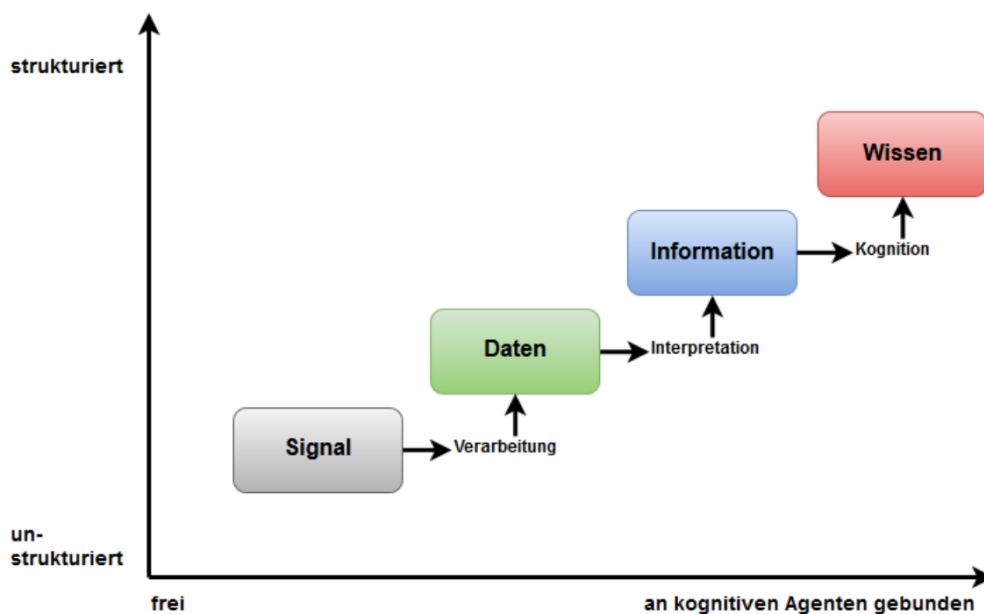 strukturiert
Wissen
Information
Kognition
Daten
Interpretation
Signal
Verarbeitung
un-
strukturiert
frei
an kognitiven Agenten gebunden